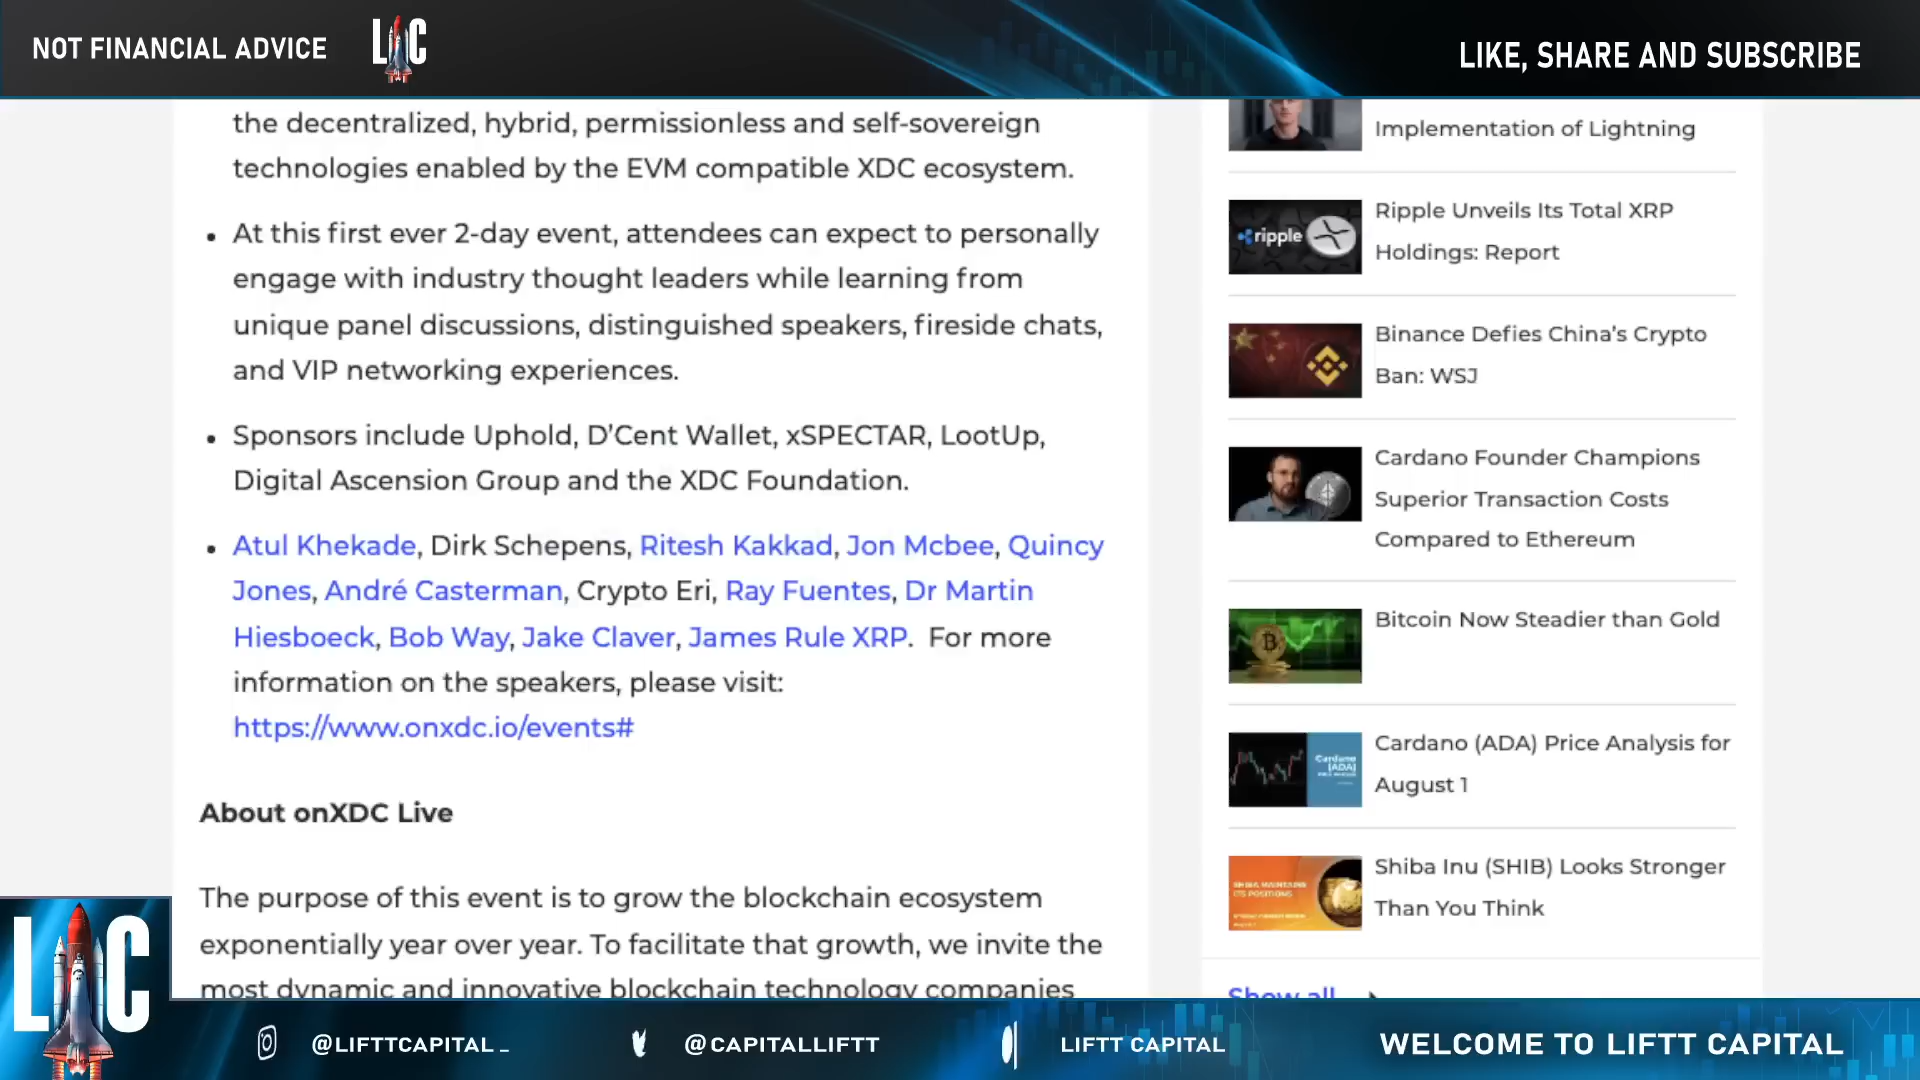 NOT FINANCIAL ADVICE
LIFTT CAPITAL
LIKE, SHARE AND SUBSCRIBE
the decentralized, hybrid, permissionless and self-sovereign
technologies enabled by the EVM compatible XDC ecosystem.
• At this first ever 2-day event, attendees can expect to personally
engage with industry thought leaders while learning from
unique panel discussions, distinguished speakers, fireside chats,
and VIP networking experiences.
• Sponsors include Uphold, D’Cent Wallet, xSPECTAR, LootUp,
Digital Ascension Group and the XDC Foundation.
• Atul Khekade, Dirk Schepens, Ritesh Kakkad, Jon Mcbee, Quincy
Jones, André Casterman, Crypto Eri, Ray Fuentes, Dr Martin
Hiesboeck, Bob Way, Jake Claver, James Rule XRP. For more
information on the speakers, please visit:
https://www.onxdc.io/events#
About onXDC Live
The purpose of this event is to grow the blockchain ecosystem
exponentially year over year. To facilitate that growth, we invite the
most dynamic and innovative blockchain technology companies
Implementation of Lightning
ripple
Ripple Unveils Its Total XRP
Holdings: Report
Binance Defies China’s Crypto
Ban: WSJ
Cardano Founder Champions
Superior Transaction Costs
Compared to Ethereum
Bitcoin Now Steadier than Gold
Cardano
(ADA)
Cardano (ADA) Price Analysis for
August 1
SHIBA MAINTAINS
ITS POSITIONS
Shiba Inu (SHIB) Looks Stronger
Than You Think
Show all
L C
@LIFTTCAPITAL_
@CAPITALLIFTT
LIFTT CAPITAL
WELCOME TO LIFTT CAPITAL